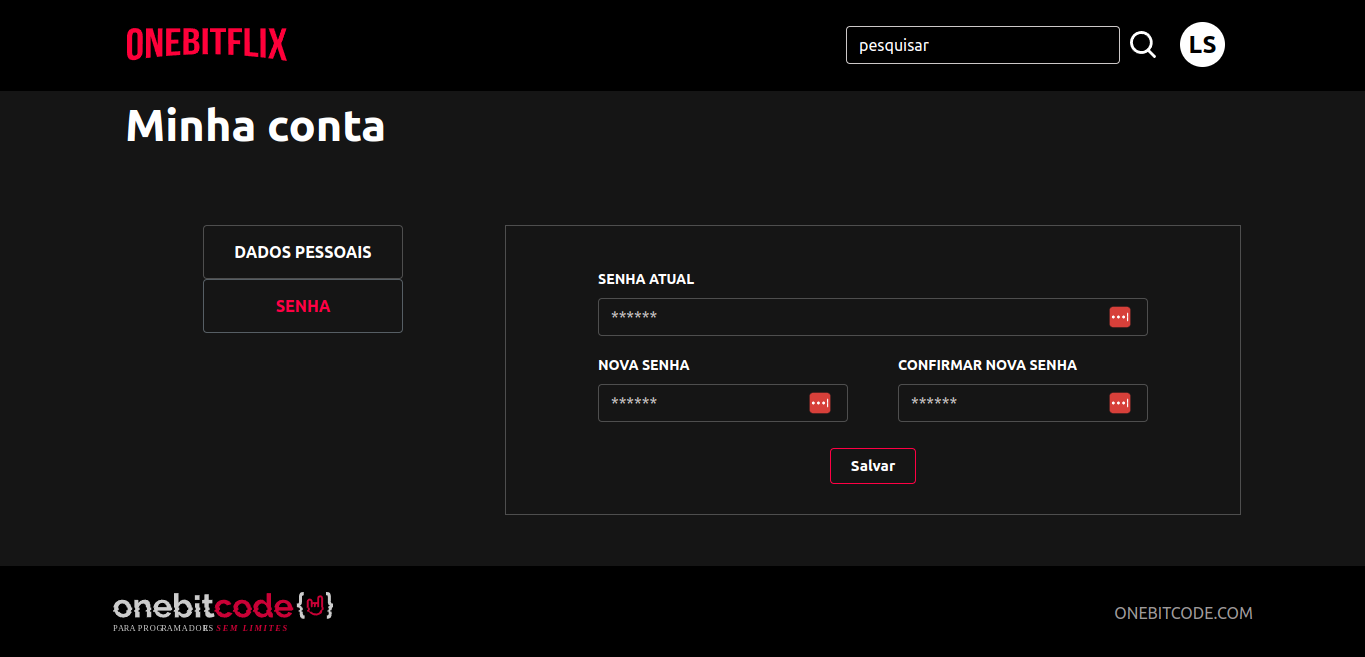 ONEBITFLIX
pesquisar
LS
Minha conta
DADOS PESSOAIS
SENHA
SENHA ATUAL
******
NOVA SENHA
CONFIRMAR NOVA SENHA
******
******
Salvar
onebitcode{}
PARA PROGRAMADORES SEM LIMITES
ONEBITCODE.COM